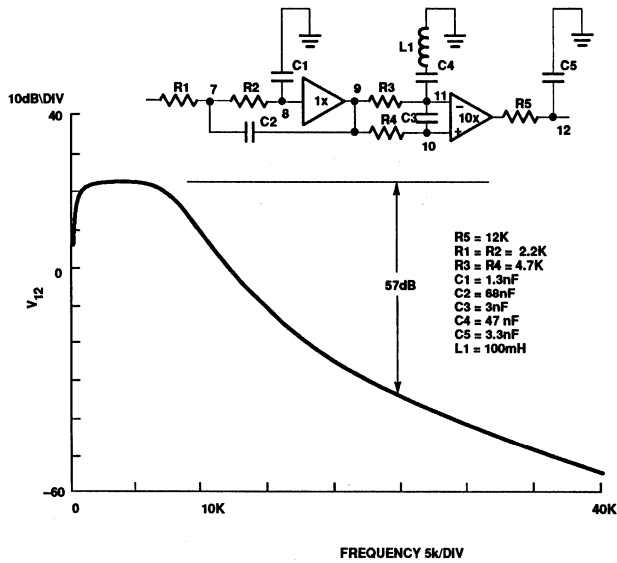 L1
C1
C4
C5
R1
7
R2
8
1x
9
R3
11
−
10x
R5
12
C2
R4
C3
10
+
10dB\DIV
40
0
−60
V12
57dB
R5 = 12K
R1 = R2 = 2.2K
R3 = R4 = 4.7K
C1 = 1.3nF
C2 = 68nF
C3 = 3nF
C4 = 47 nF
C5 = 3.3nF
L1 = 100mH
0
10K
40K
FREQUENCY 5k/DIV